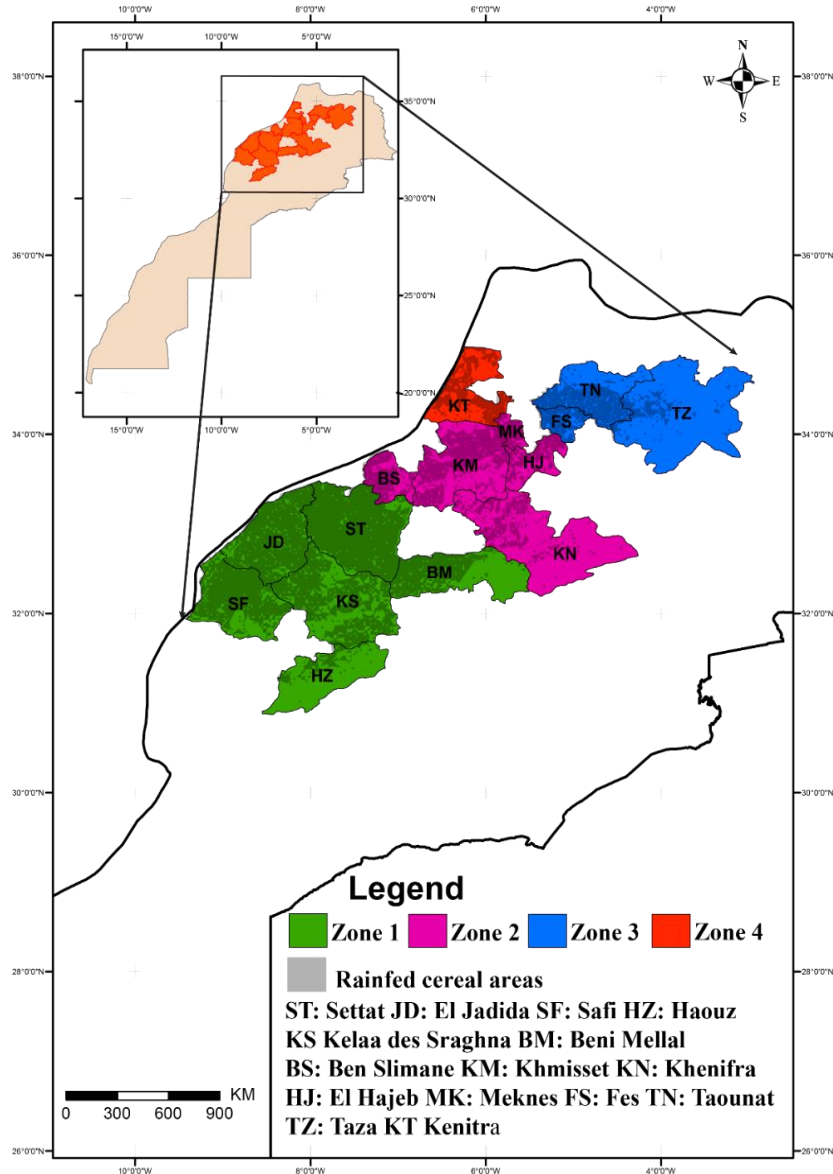 10°0'0"W 8°0'0"W 6°0'0"W 4°0'0"W
15°0'0"W 10°0'0"W 5°0'0"W
N
W E
S
38°0'0"N 38°0'0"N
35°0'0"N
30°0'0"N
36°0'0"N 36°0'0"N
25°0'0"N
20°0'0"N
15°0'0"W 10°0'0"W 5°0'0"W
TN
KT
TZ
FS
34°0'0"N 34°0'0"N
MK
HJ
KM
BS
ST
JD
KN
BM
KS
SF
32°0'0"N 32°0'0"N
HZ
30°0'0"N 30°0'0"N
Legend
Zone 1 Zone 2 Zone 3 Zone 4
28°0'0"N 28°0'0"N
Rainfed cereal areas
ST: Settat JD: El Jadida SF: Safi HZ: Haouz
KS Kelaa des Sraghna BM: Beni Mellal
BS: Ben Slimane KM: Khmisset KN: Khenifra
HJ: El Hajeb MK: Meknes FS: Fes TN: Taounat
TZ: Taza KT Kenitra
KM
0 300 600 900
26°0'0"N 26°0'0"N
10°0'0"W 8°0'0"W 6°0'0"W 4°0'0"W